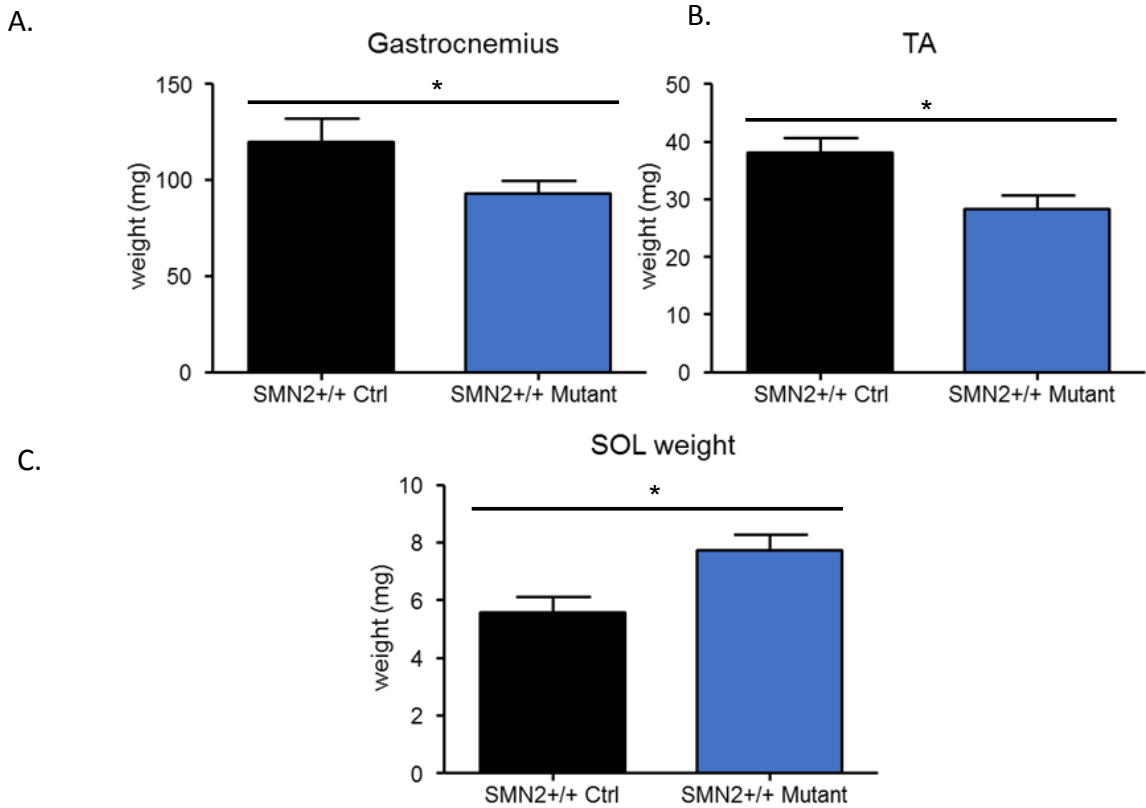 A.
Gastrocnemius
*
150
100
50
0
weight (mg)
SMN2+/+ Ctrl
SMN2+/+ Mutant
B.
TA
*
50
40
30
20
10
0
weight (mg)
SMN2+/+ Ctrl
SMN2+/+ Mutant
C.
SOL weight
*
10
8
6
4
2
0
weight (mg)
SMN2+/+ Ctrl
SMN2+/+ Mutant